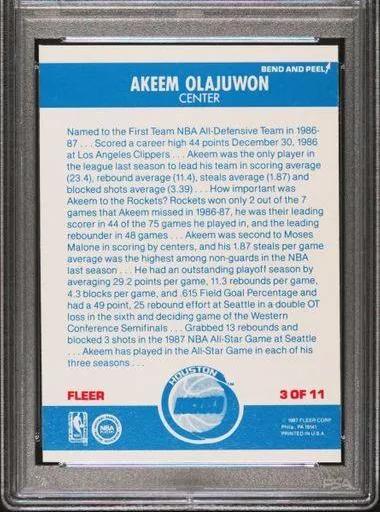 BEND AND PEEL
AKEEM OLAJUWON
CENTER
Named to the First Team NBA All-Defensive Team in 1986-
87 . . . Scored a career high 44 points December 30, 1986
at Los Angeles Clippers . . . Akeem was the only player in
the league last season to lead his team in scoring average
(23.4), rebound average (11.4), steals average (1.87) and
blocked shots average (3.39) . . . How important was
Akeem to the Rockets? Rockets won only 2 out of the 7
games that Akeem missed in 1986-87, he was their leading
scorer in 44 of the 75 games he played in, and the leading
rebounder in 48 games . . . Akeem was second to Moses
Malone in scoring by centers, and his 1.87 steals per game
average was the highest among non-guards in the NBA
last season . . . He had an outstanding playoff season by
averaging 29.2 points per game, 11.3 rebounds per game,
4.3 blocks per game, and .615 Field Goal Percentage and
had a 49 point, 25 rebound effort at Seattle in a double OT
loss in the sixth and deciding game of the Western
Conference Semifinals . . . Grabbed 13 rebounds and
blocked 3 shots in the 1987 NBA All-Star Game at Seattle
. . . Akeem has played in the All-Star Game in each of his
three seasons . . .
HOUSTON
FLEER
3 OF 11
ROCKETS
NBA
© 1987 FLEER CORP
Phila., PA 19141
PRINTED IN U.S.A.
PSA